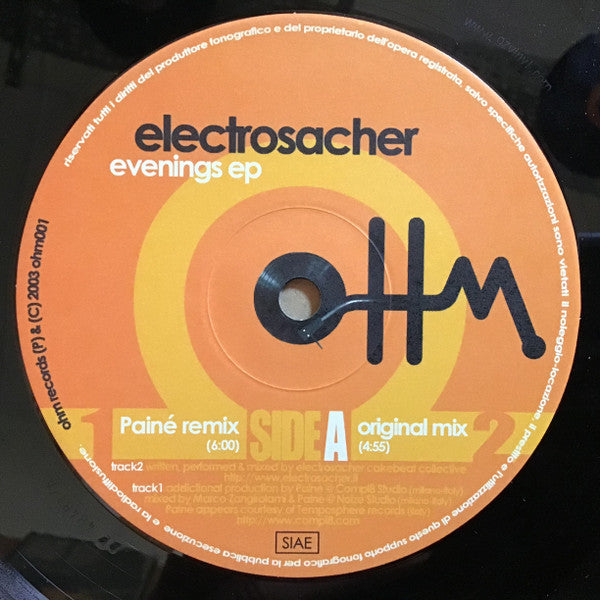 riservati tutti i diritti del produttore fonografico e del proprietario dell'opera registrata. salvo specifiche autorizzazioni sono vietati il noleggio-locazione, il prestito e l'utilizzazione di questo supporto fonografico per la pubblica esecuzione e la radiodiffusione.
electrosacher
evenings ep
ohm records (P) & (C) 2003 ohm001
OHM
1
Painé remix
(6:00)
SIDE A
original mix
(4:55)
2
track2 written, performed & mixed by electrosacher cakebeat collective
http://www.electrosacher.it
track1 addictional production by Painé @ Compl8 Studio (milano-italy)
mixed by Marco Zangirolami & Painé @ Noize Studio (milano-italy)
Painé appears courtesy of Temposphere records (italy)
http://www.compl8.com
SIAE